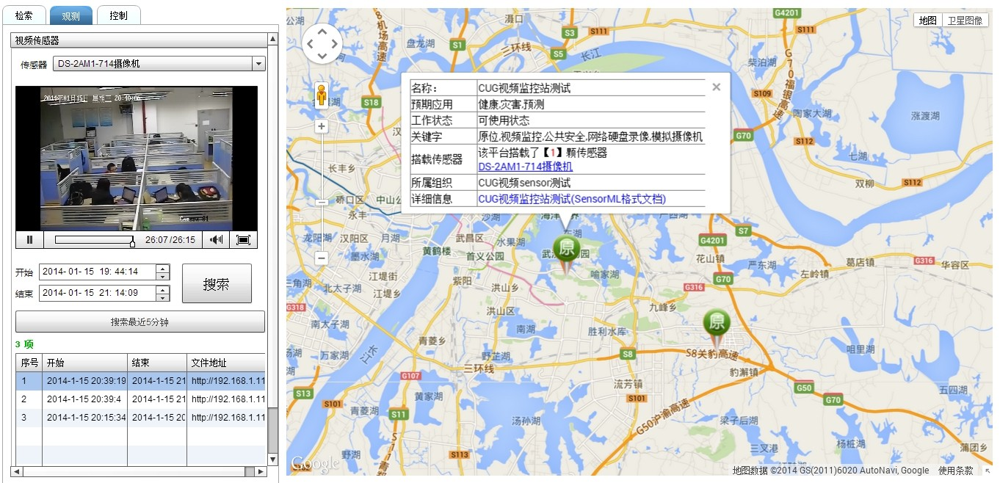 检索
观测
控制
视频传感器
传感器
DS-2AM1-714摄像机
2014年01月15日 星期三 20:40:06
Camera 01
26:07/26:15
开始
2014- 01- 15 19: 44:14
结束
2014- 01- 15 21: 14:09
搜索
搜索最近5分钟
3 项
序号 开始 结束 文件地址
1 2014-1-15 20:39:19 2014-1-15 21 http://192.168.1.11
2 2014-1-15 20:39:4 2014-1-15 21 http://192.168.1.11
3 2014-1-15 20:15:34 2014-1-15 20 http://192.168.1.11
地图
卫星图像
名称： CUG视频监控站测试
预期应用 健康,灾害,预测
工作状态 可使用状态
关键字 原位,视频监控,公共安全,网络硬盘录像,模拟摄像机
搭载传感器 该平台搭载了【1】颗传感器
DS-2AM1-714摄像机
所属组织 CUG视频sensor测试
详细信息 CUG视频监控站测试(SensorML格式文档)
×
G4201
滠口
S3
S111
S111
机场高速
盘龙湖
S1
三环线
S5
长江
柴泊湖
G70福银高速
S18
S109
陶家大湖
涨渡湖
G70
S112
七湖
长丰乡
双柳
S112
硚口区
永丰
沙湖
S7
龙阳湖
汉阳区
月湖
武昌区
水果湖
东湖
G4201
黄鹤楼
首义公园
原
花山镇
严东湖
葛店镇
G316
华容区
墨水湖
喻家湖
左岭镇
三角湖
江堤街
紫阳
洪山乡
G70
北太子湖
江堤乡
G316
G318
洪山区
九峰乡
南太子湖
南湖
胜利水库
原
青菱乡
S8
S8关豹高速
咀里湖
万家湖
长江
野芷湖
三环线
豹澥镇
G107
流芳镇
G50
五四湖
S13
黄家湖
S101
S101
G70
青菱湖
S11
汤孙湖
G50沪渝高速
梁子后湖
三叉港
杨桩湖
蒲团乡
野湖
S113
Google
地图数据 ©2014 GS(2011)6020 AutoNavi, Google
使用条款